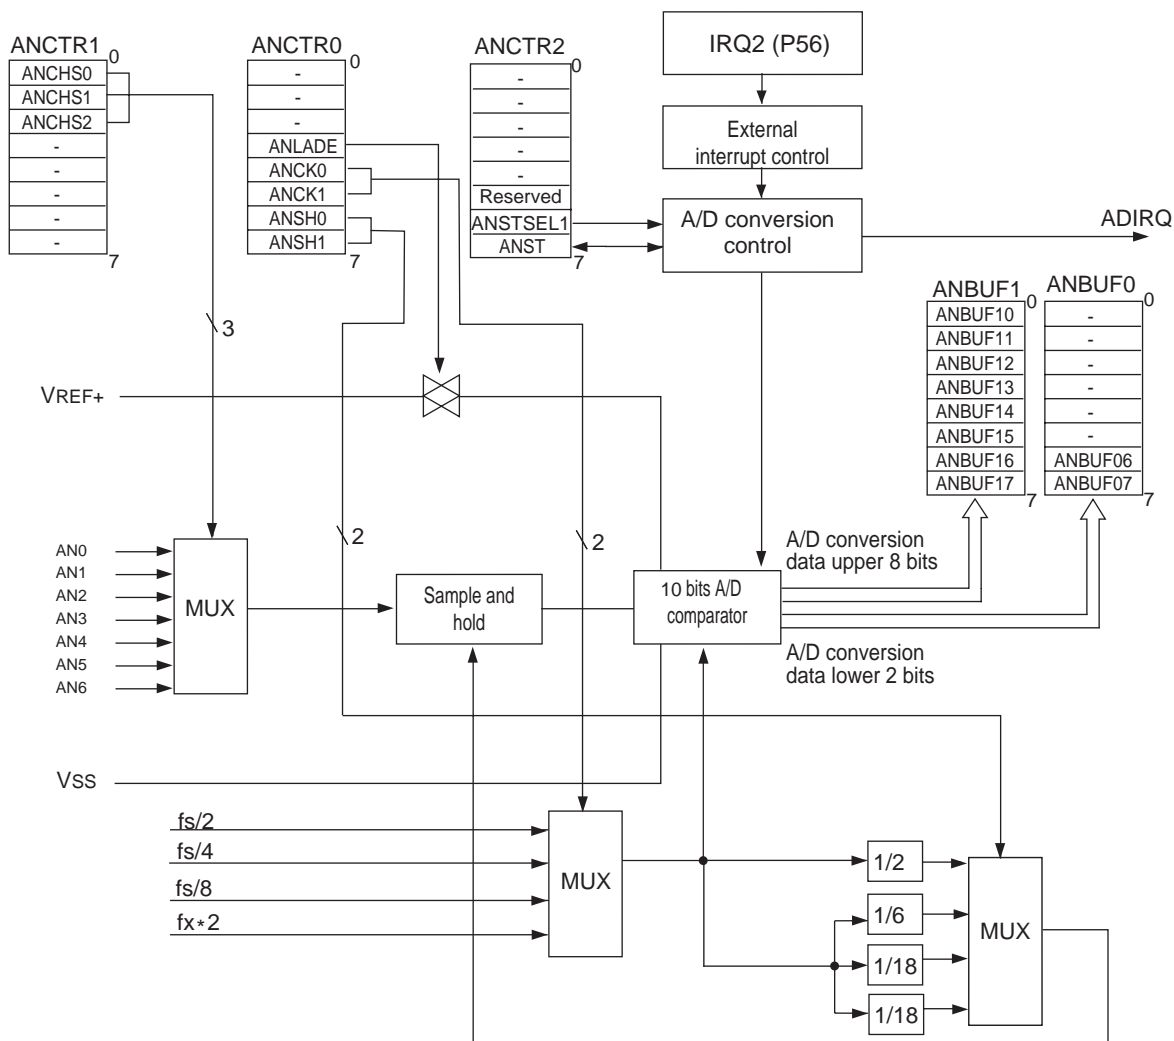 ANCTR1
0
ANCHS0
ANCHS1
ANCHS2
-
-
-
-
-
7
ANCTR0
0
-
-
-
ANLADE
ANCK0
ANCK1
ANSH0
ANSH1
7
ANCTR2
0
-
-
-
-
-
Reserved
ANSTSEL1
ANST
7
IRQ2 (P56)
External
interrupt control
A/D conversion
control
ADIRQ
ANBUF1
0
ANBUF10
ANBUF11
ANBUF12
ANBUF13
ANBUF14
ANBUF15
ANBUF16
ANBUF17
7
ANBUF0
0
-
-
-
-
-
-
ANBUF06
ANBUF07
7
3
VREF+
2
2
AN0
AN1
AN2
AN3
AN4
AN5
AN6
MUX
Sample and
hold
10 bits A/D
comparator
A/D conversion
data upper 8 bits
A/D conversion
data lower 2 bits
VSS
fs/2
fs/4
fs/8
fx*2
MUX
1/2
1/6
1/18
1/18
MUX